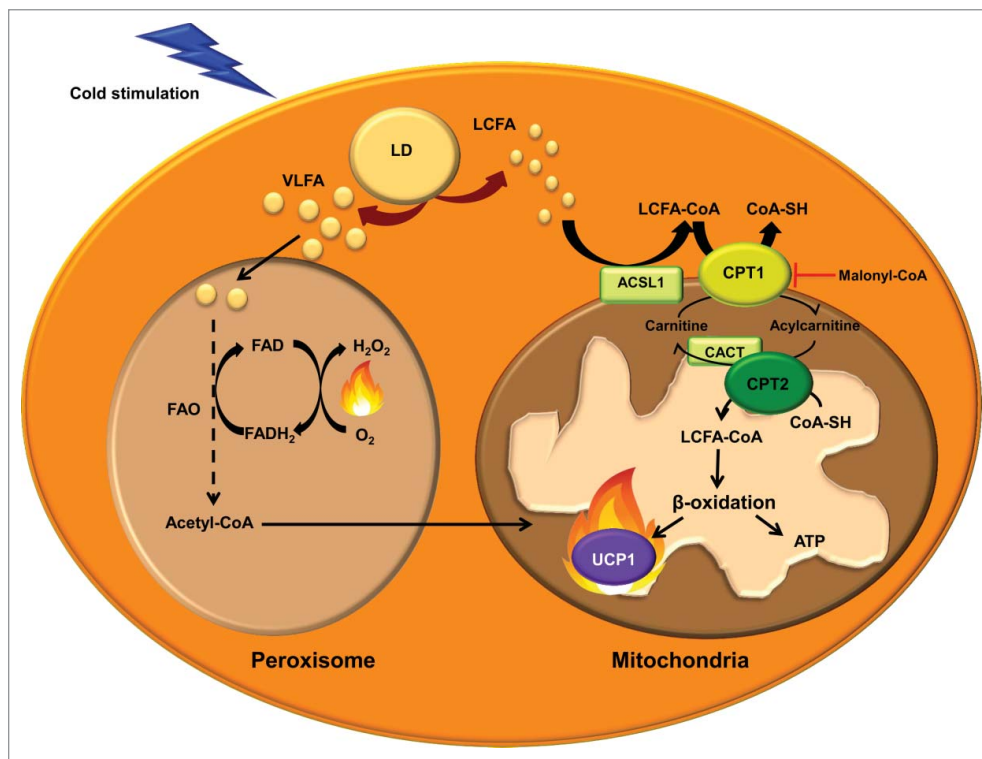 Cold stimulation
LD
LCFA
VLFA
LCFA-CoA
CoA-SH
ACSL1
CPT1
Malonyl-CoA
Carnitine
Acylcarnitine
CACT
CPT2
CoA-SH
LCFA-CoA
β-oxidation
UCP1
ATP
FAD
H₂O₂
FAO
FADH₂
O₂
Acetyl-CoA
Peroxisome
Mitochondria